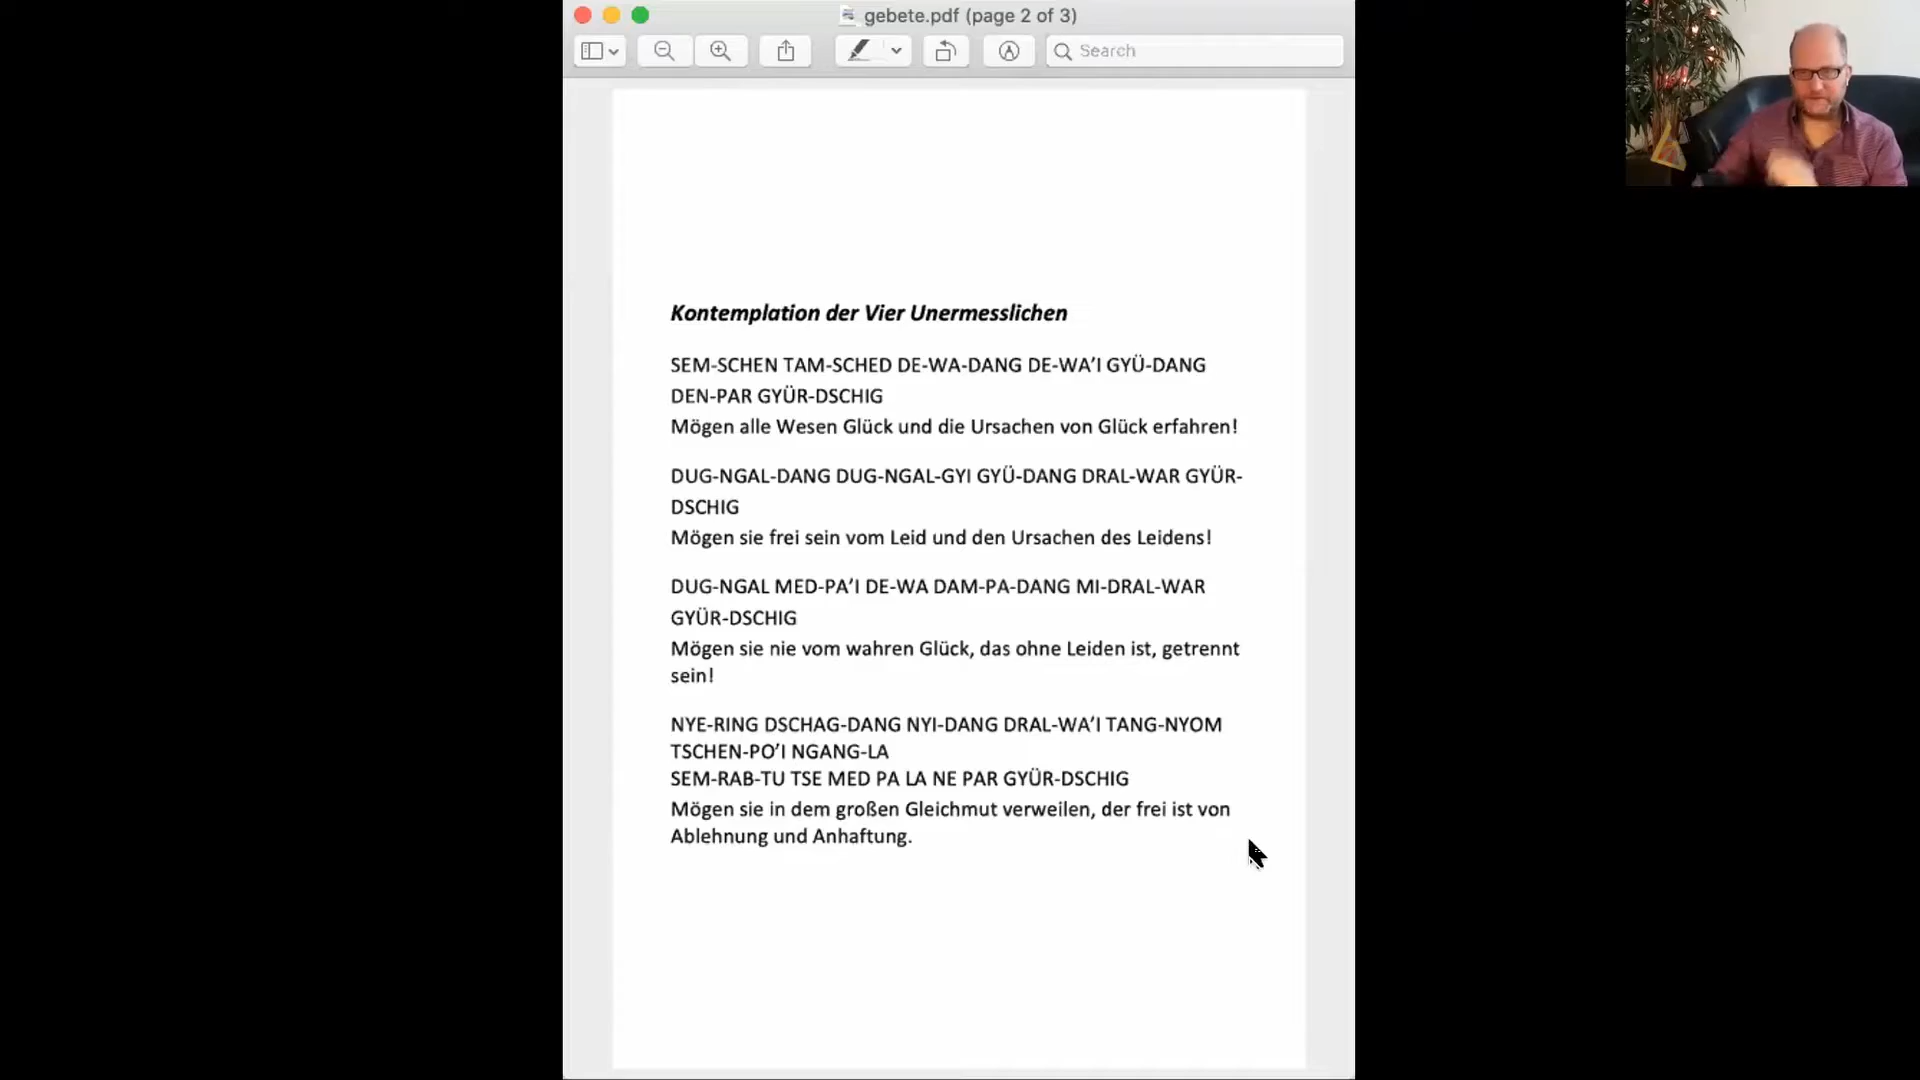 gebete.pdf (page 2 of 3)
Search
Kontemplation der Vier Unermesslichen
SEM-SCHEN TAM-SCHED DE-WA-DANG DE-WA’I GYÜ-DANG
DEN-PAR GYÜR-DSCHIG
Mögen alle Wesen Glück und die Ursachen von Glück erfahren!
DUG-NGAL-DANG DUG-NGAL-GYI GYÜ-DANG DRAL-WAR GYÜR-
DSCHIG
Mögen sie frei sein vom Leid und den Ursachen des Leidens!
DUG-NGAL MED-PA’I DE-WA DAM-PA-DANG MI-DRAL-WAR
GYÜR-DSCHIG
Mögen sie nie vom wahren Glück, das ohne Leiden ist, getrennt
sein!
NYE-RING DSCHAG-DANG NYI-DANG DRAL-WA’I TANG-NYOM
TSCHEN-PO’I NGANG-LA
SEM-RAB-TU TSE MED PA LA NE PAR GYÜR-DSCHIG
Mögen sie in dem großen Gleichmut verweilen, der frei ist von
Ablehnung und Anhaftung.